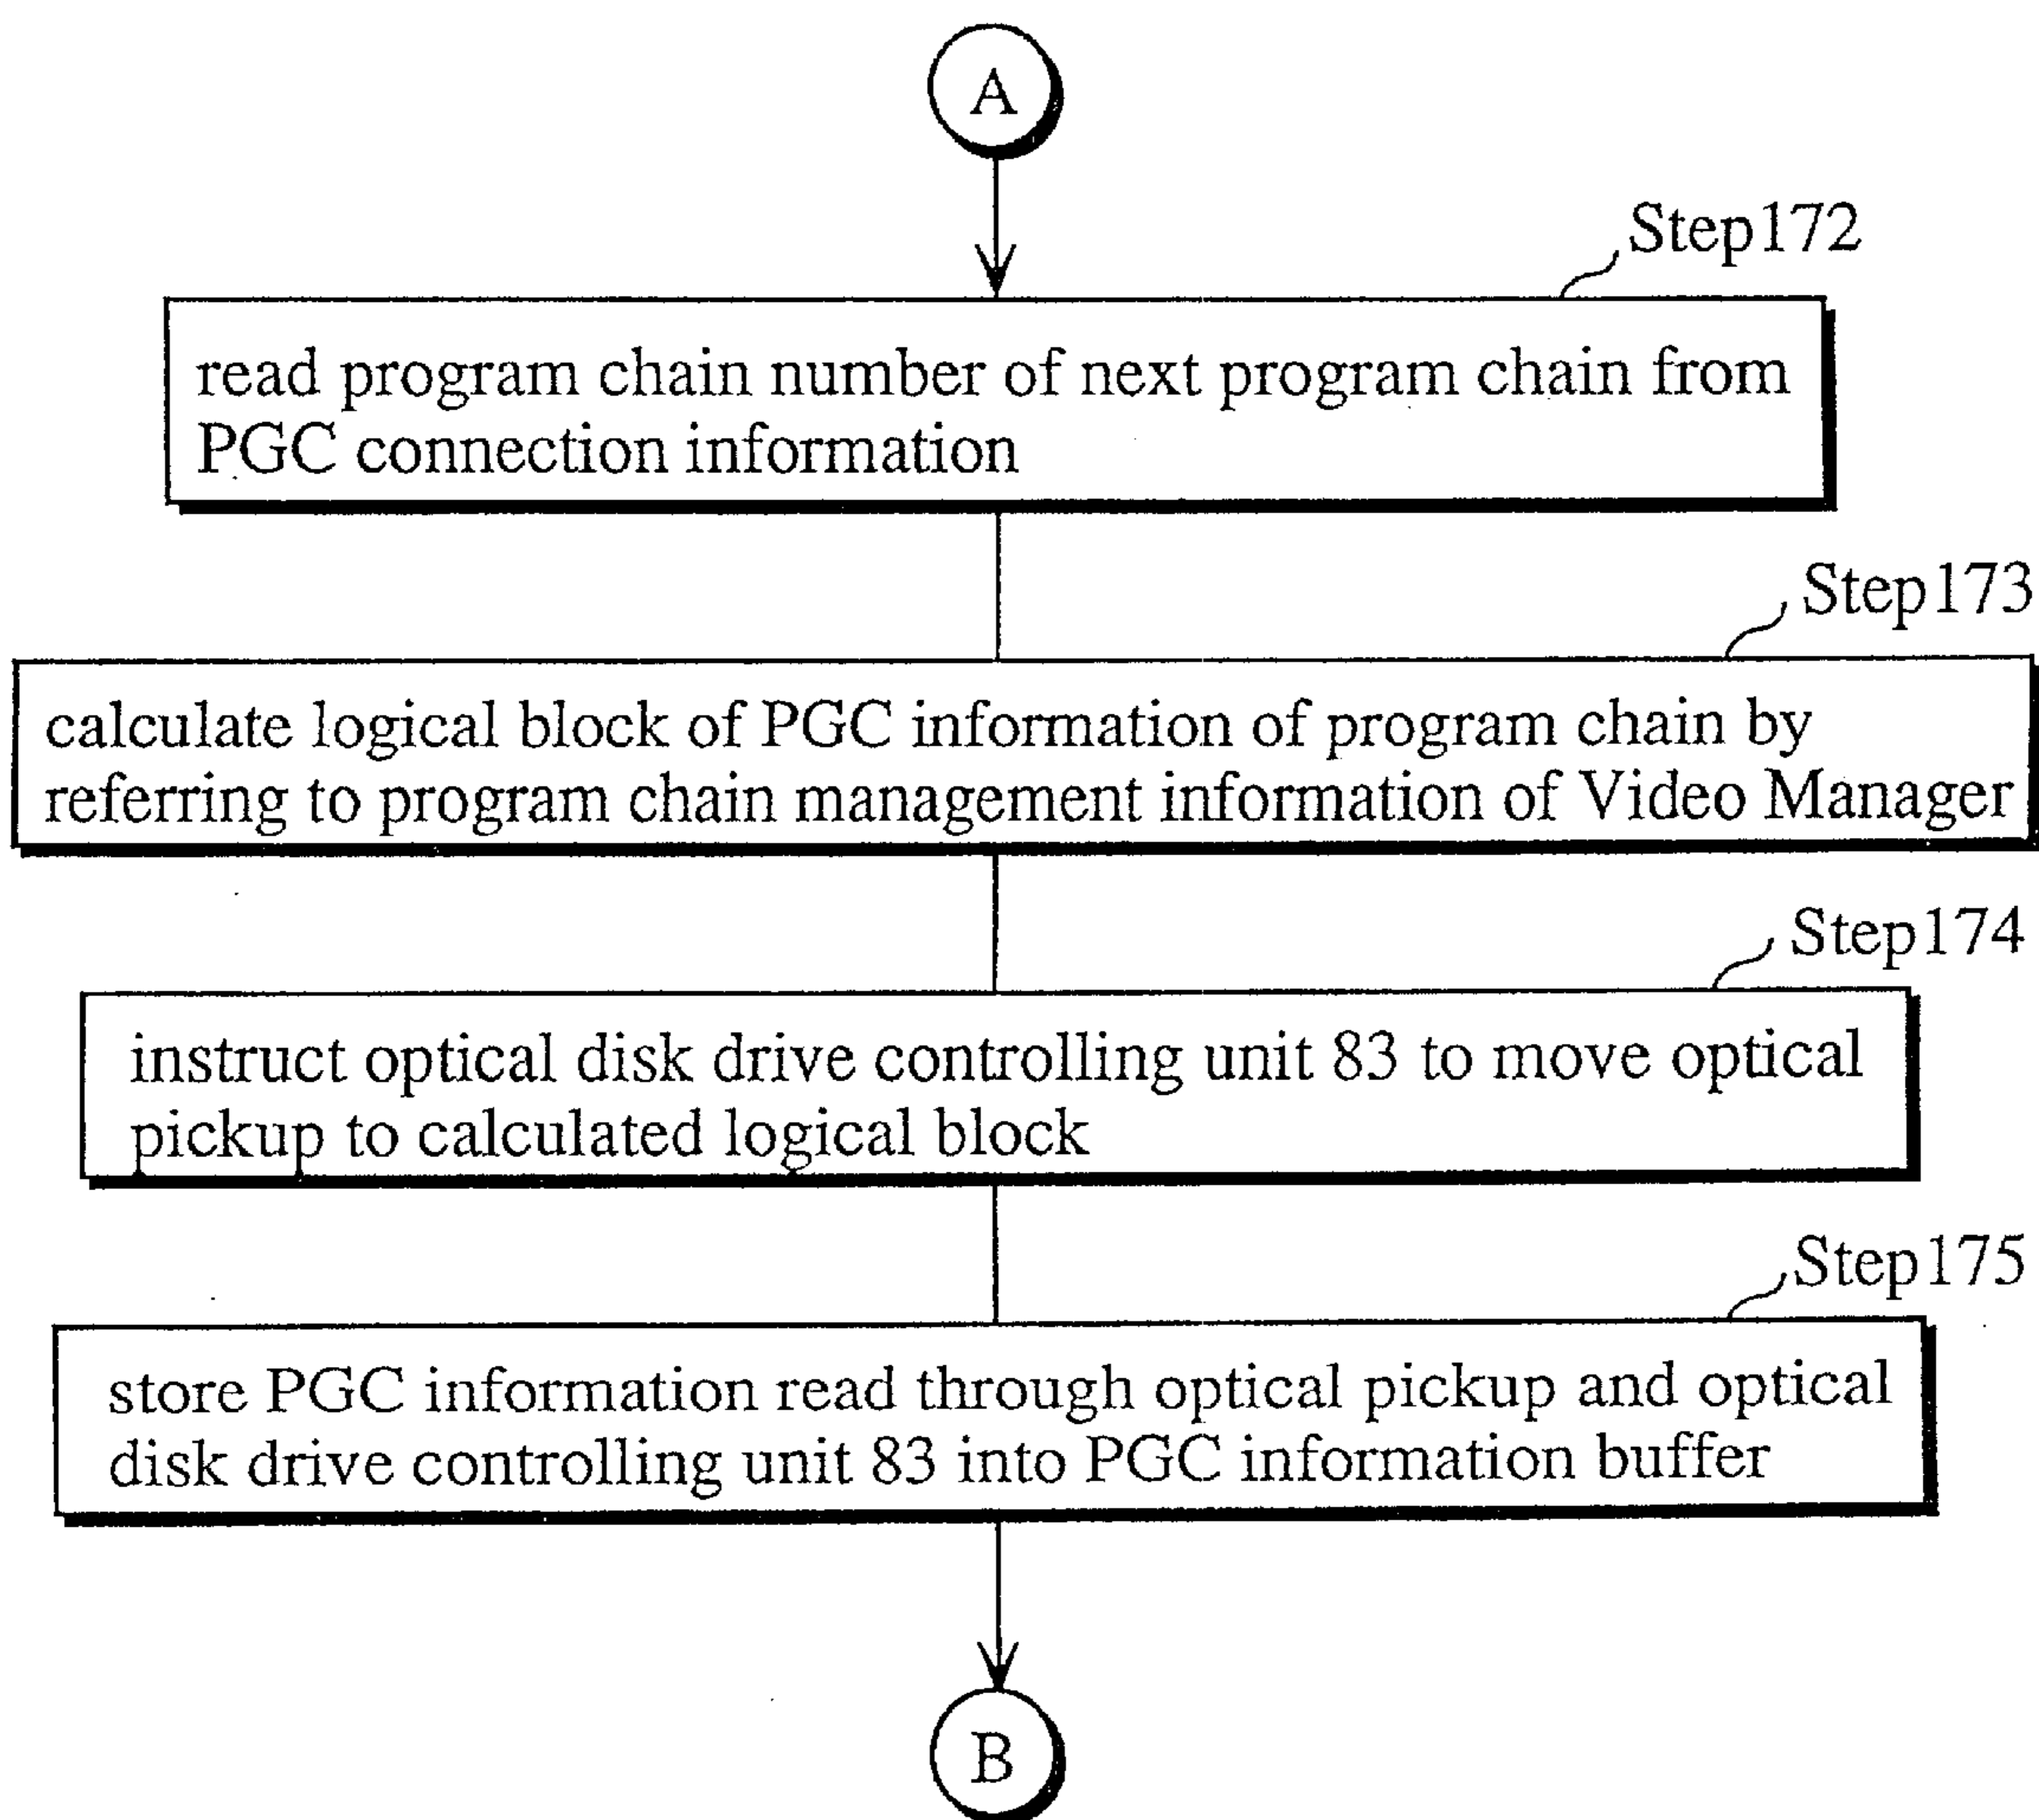 A
Step172
read program chain number of next program chain from
PGC connection information
Step173
calculate logical block of PGC information of program chain by
referring to program chain management information of Video Manager
Step174
instruct optical disk drive controlling unit 83 to move optical
pickup to calculated logical block
Step175
store PGC information read through optical pickup and optical
disk drive controlling unit 83 into PGC information buffer
B